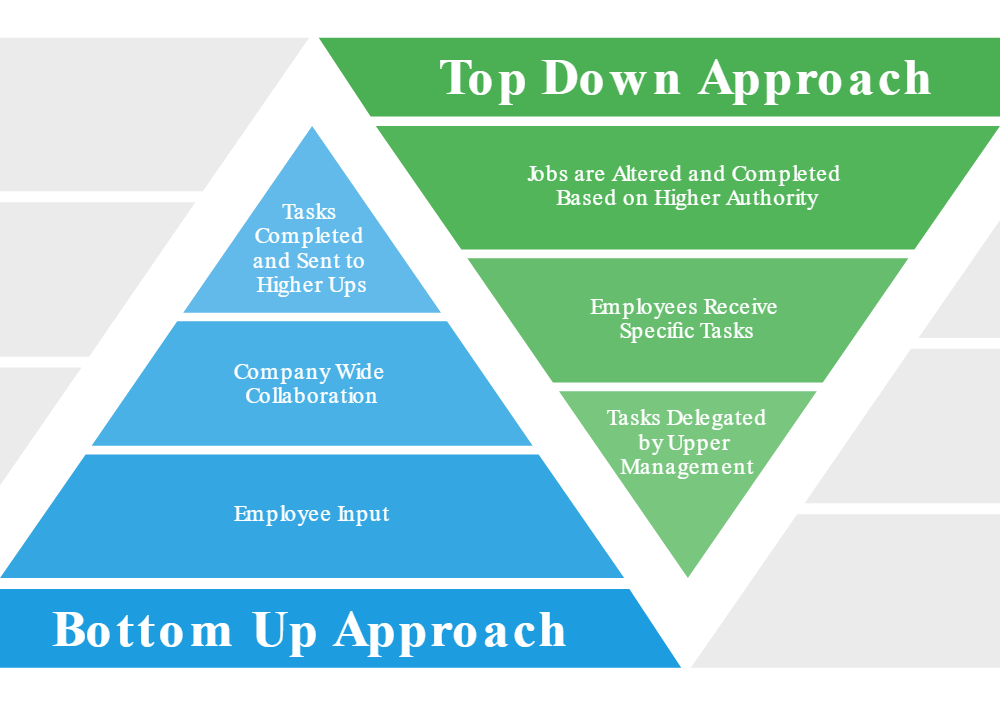 Top Down Approach
Jobs are Altered and Completed
Based on Higher Authority
Employees Receive
Specific Tasks
Tasks Delegated
by Upper
Management
Tasks
Completed
and Sent to
Higher Ups
Company Wide
Collaboration
Employee Input
Bottom Up Approach